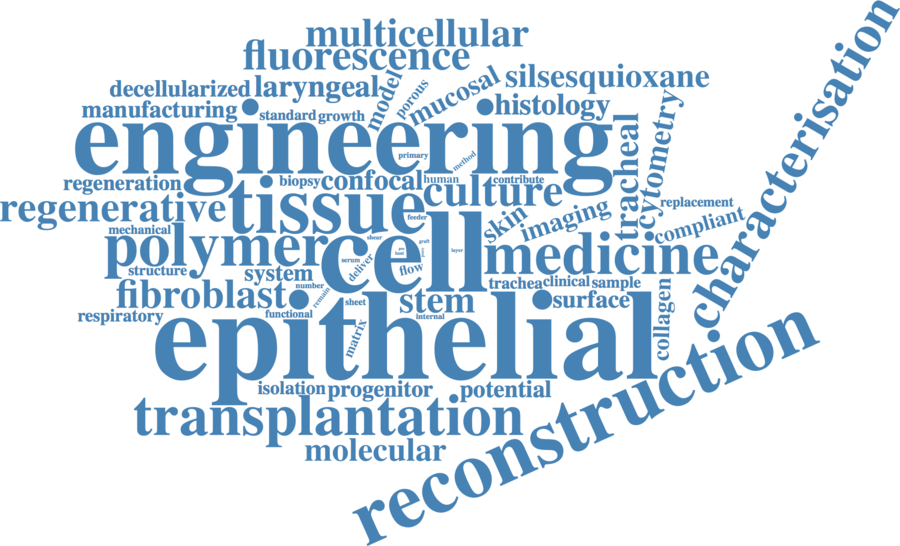 multicellular
fluorescence
decellularized
laryngeal
model
porous
mucosal
silsesquioxane
manufacturing
standard
growth
histology
engineering
primary
method
tracheal
cytometry
characterisation
regeneration
biopsy
confocal
human
contribute
culture
regenerative
tissue
feeder
skin
imaging
replacement
compliant
mechanical
polymer
shear
cell
graft
layer
medicine
structure
system
serum
deliver
flow
number
trachea
clinical
sample
fibroblast
remain
sheet
stem
surface
collagen
respiratory
functional
internal
matrix
epithelial
isolation
progenitor
potential
transplantation
molecular
reconstruction